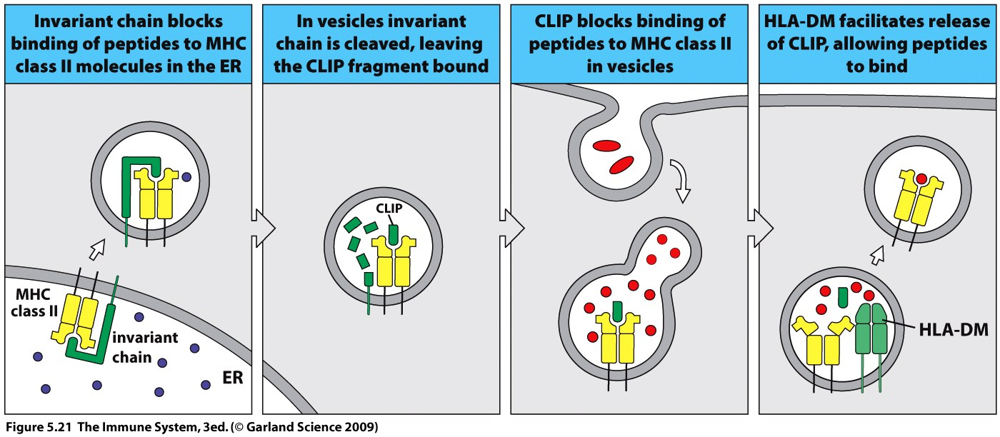 Invariant chain blocks
binding of peptides to MHC
class II molecules in the ER
In vesicles invariant
chain is cleaved, leaving
the CLIP fragment bound
CLIP blocks binding of
peptides to MHC class II
in vesicles
HLA-DM facilitates release
of CLIP, allowing peptides
to bind
MHC
class II
invariant
chain
ER
CLIP
HLA-DM
Figure 5.21 The Immune System, 3ed. (© Garland Science 2009)